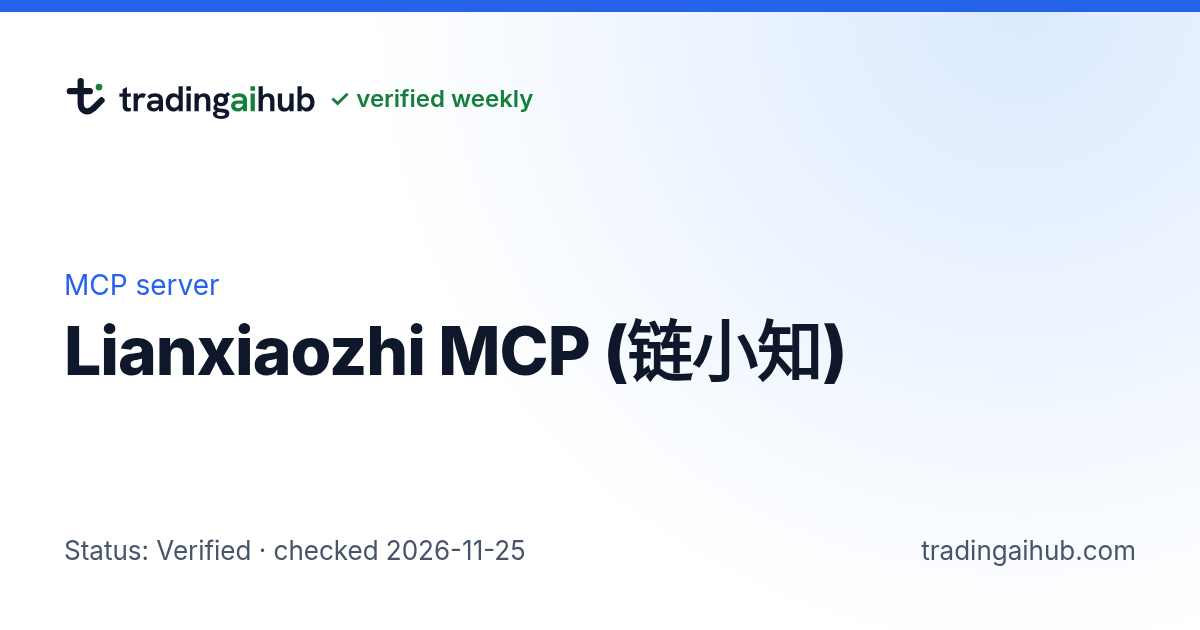 tradingaihub ✓ verified weekly
MCP server
Lianxiaozhi MCP (链小知)
Status: Verified · checked 2026-11-25
tradingaihub.com